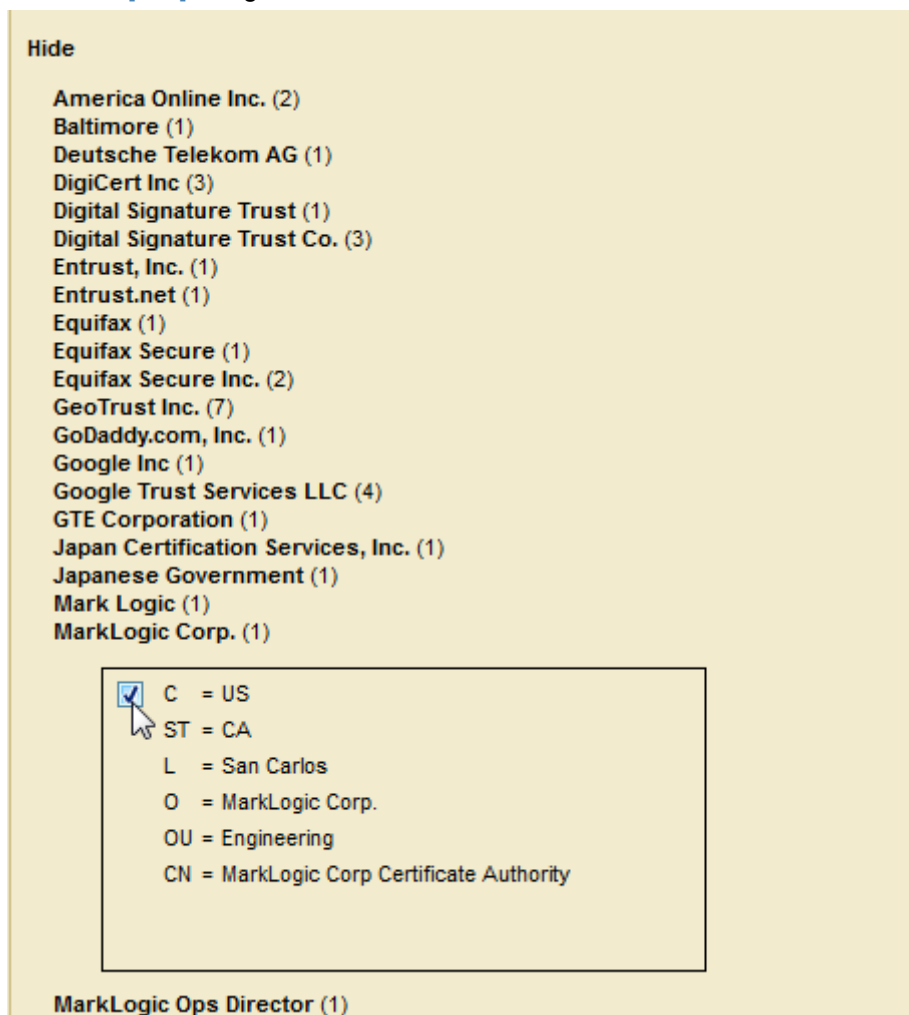 Hide
America Online Inc. (2)
Baltimore (1)
Deutsche Telekom AG (1)
DigiCert Inc (3)
Digital Signature Trust (1)
Digital Signature Trust Co. (3)
Entrust, Inc. (1)
Entrust.net (1)
Equifax (1)
Equifax Secure (1)
Equifax Secure Inc. (2)
GeoTrust Inc. (7)
GoDaddy.com, Inc. (1)
Google Inc (1)
Google Trust Services LLC (4)
GTE Corporation (1)
Japan Certification Services, Inc. (1)
Japanese Government (1)
Mark Logic (1)
MarkLogic Corp. (1)
C = US
ST = CA
L = San Carlos
O = MarkLogic Corp.
OU = Engineering
CN = MarkLogic Corp Certificate Authority
MarkLogic Ops Director (1)